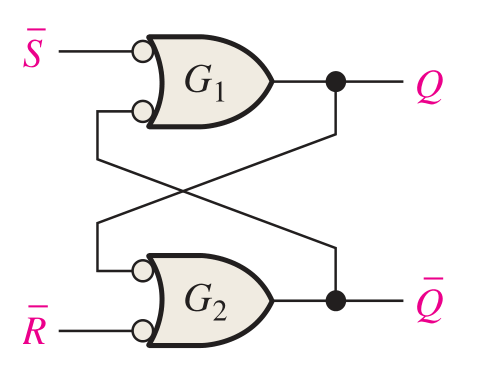 S̅
G₁
Q
G₂
Q̅
R̅